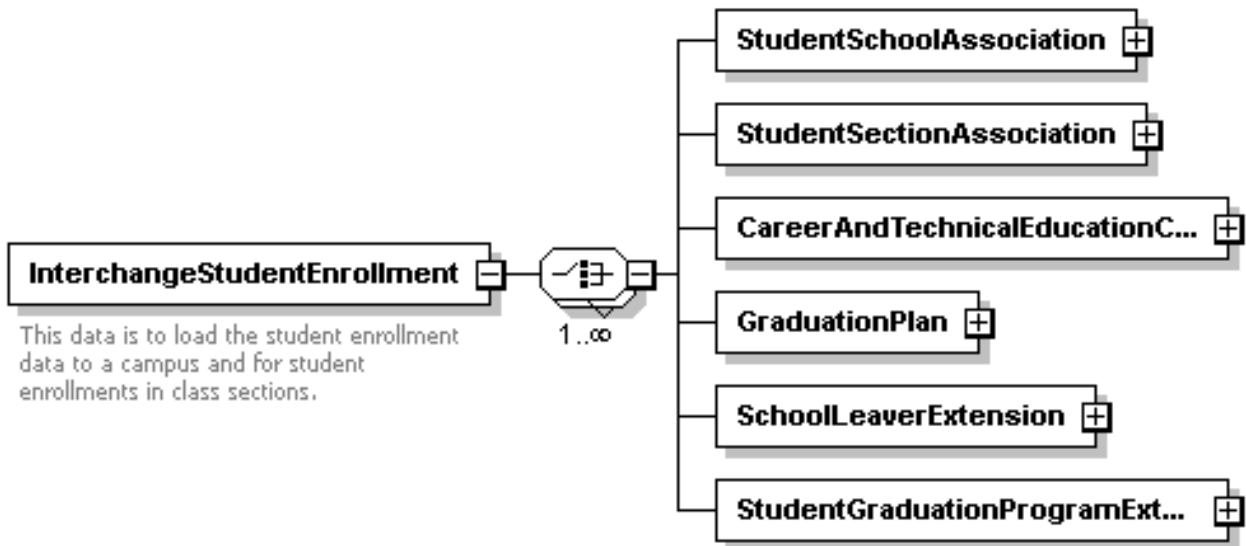 StudentSchoolAssociation
StudentSectionAssociation
CareerAndTechnicalEducationC...
InterchangeStudentEnrollment
This data is to load the student enrollment
data to a campus and for student
enrollments in class sections.
1..∞
GraduationPlan
SchoolLeaverExtension
StudentGraduationProgramExt...